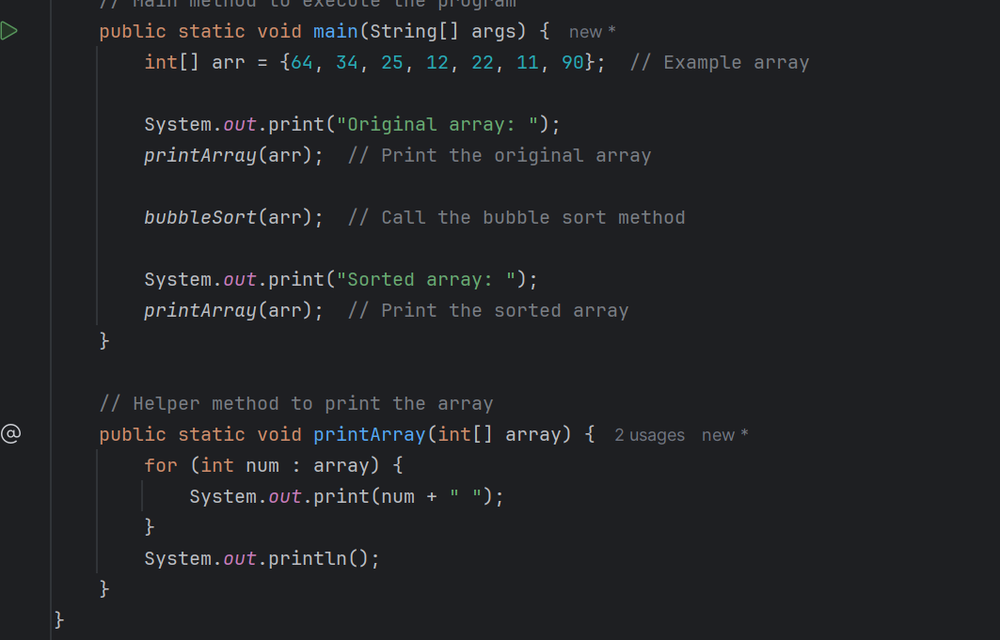 // Main method to execute the program
public static void main(String[] args) {  new *
int[] arr = {64, 34, 25, 12, 22, 11, 90};  // Example array
System.out.print("Original array: ");
printArray(arr);  // Print the original array
bubbleSort(arr);  // Call the bubble sort method
System.out.print("Sorted array: ");
printArray(arr);  // Print the sorted array
}
// Helper method to print the array
@ public static void printArray(int[] array) {  2 usages  new *
for (int num : array) {
System.out.print(num + " ");
}
System.out.println();
}
}